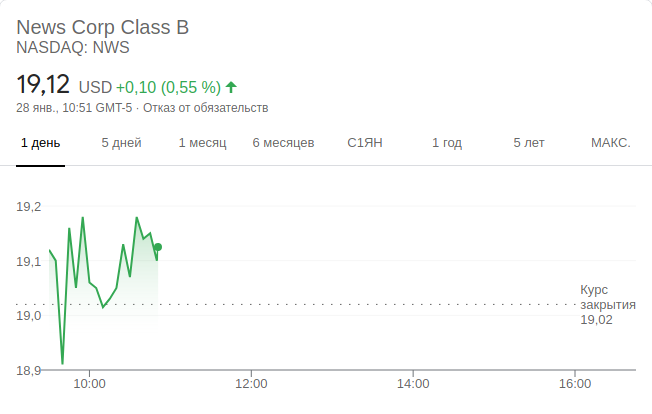 News Corp Class B
NASDAQ: NWS
19,12 USD +0,10 (0,55 %)
28 янв., 10:51 GMT-5 · Отказ от обязательств
1 день 5 дней 1 месяц 6 месяцев С1ЯН 1 год 5 лет МАКС.
19,2
19,1
Курс
закрытия
19,02
19,0
18,9
10:00 12:00 14:00 16:00